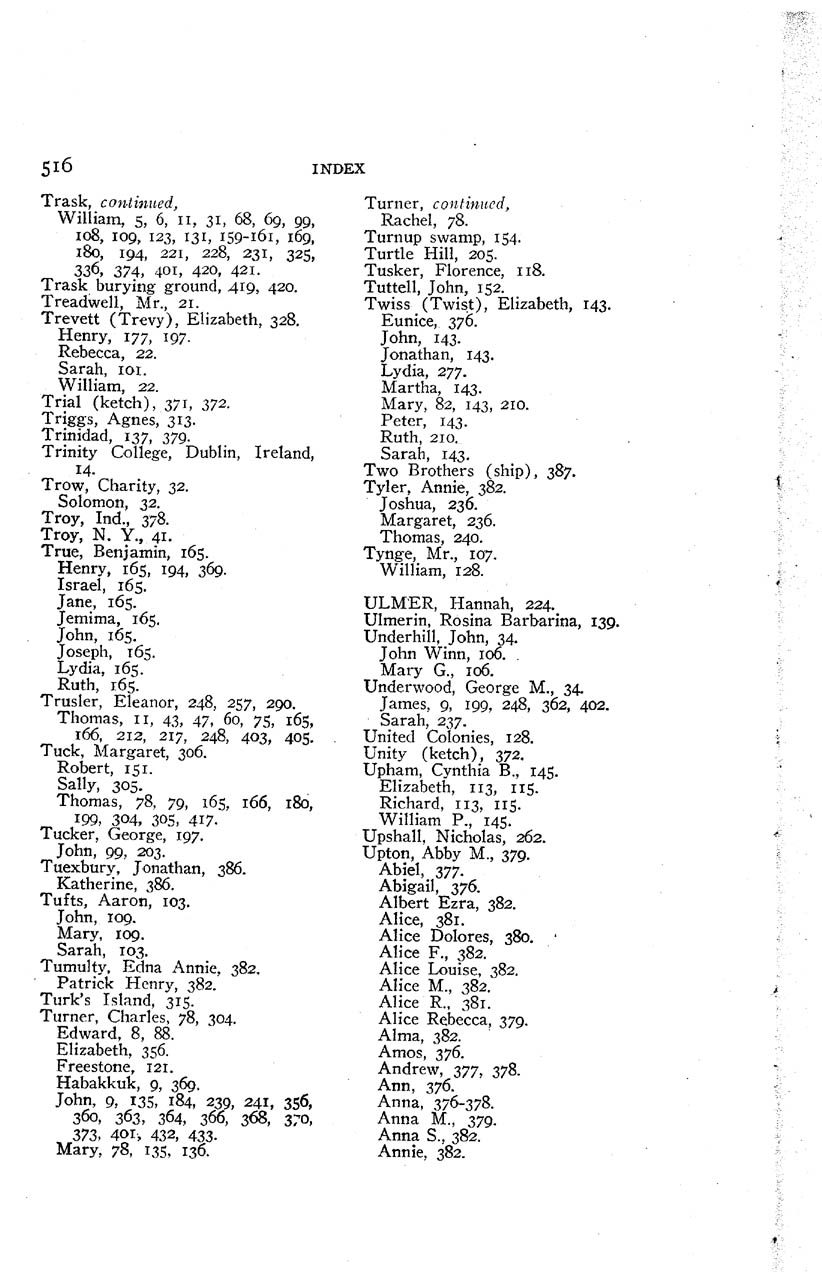 516
INDEX
Trask, continued,
William, 5, 6, 11, 31, 68, 69, 99,
108, 109, 123, 131, 159-161, 169,
180, 194, 221, 228, 231, 325,
336, 374, 401, 420, 421.
Trask burying ground, 419, 420.
Treadwell, Mr., 21.
Trevett (Trevy), Elizabeth, 328.
Henry, 177, 197.
Rebecca, 22.
Sarah, 101.
William, 22.
Trial (ketch), 371, 372.
Triggs, Agnes, 313.
Trinidad, 137, 379.
Trinity College, Dublin, Ireland,
14.
Trow, Charity, 32.
Solomon, 32.
Troy, Ind., 378.
Troy, N. Y., 41.
True, Benjamin, 165.
Henry, 165, 194, 369.
Israel, 165.
Jane, 165.
Jemima, 165.
John, 165.
Joseph, 165.
Lydia, 165.
Ruth, 165.
Trusler, Eleanor, 248, 257, 290.
Thomas, 11, 43, 47, 60, 75, 165,
166, 212, 217, 248, 403, 405.
Tuck, Margaret, 306.
Robert, 151.
Sally, 305.
Thomas, 78, 79, 165, 166, 180,
199, 304, 305, 417.
Tucker, George, 197.
John, 99, 203.
Tuexbury, Jonathan, 386.
Katherine, 386.
Tufts, Aaron, 103.
John, 109.
Mary, 109.
Sarah, 103.
Tumulty, Edna Annie, 382.
Patrick Henry, 382.
Turk's Island, 315.
Turner, Charles, 78, 304.
Edward, 8, 88.
Elizabeth, 356.
Freestone, 121.
Habakkuk, 9, 369.
John, 9, 135, 184, 239, 241, 356,
360, 363, 364, 366, 368, 370,
373, 401, 432, 433.
Mary, 78, 135, 136.
Turner, continued,
Rachel, 78.
Turnup swamp, 154.
Turtle Hill, 205.
Tusker, Florence, 118.
Tuttell, John, 152.
Twiss (Twist), Elizabeth, 143.
Eunice, 376.
John, 143.
Jonathan, 143.
Lydia, 277.
Martha, 143.
Mary, 82, 143, 210.
Peter, 143.
Ruth, 210.
Sarah, 143.
Two Brothers (ship), 387.
Tyler, Annie, 382.
Joshua, 236.
Margaret, 236.
Thomas, 240.
Tynge, Mr., 107.
William, 128.
ULMER, Hannah, 224.
Ulmerin, Rosina Barbarina, 139.
Underhill, John, 34.
John Winn, 106.
Mary G., 106.
Underwood, George M., 34.
James, 9, 199, 248, 362, 402.
Sarah, 237.
United Colonies, 128.
Unity (ketch), 372.
Upham, Cynthia B., 145.
Elizabeth, 113, 115.
Richard, 113, 115.
William P., 145.
Upshall, Nicholas, 262.
Upton, Abby M., 379.
Abiel, 377.
Abigail, 376.
Albert Ezra, 382.
Alice, 381.
Alice Dolores, 380.
Alice F., 382.
Alice Louise, 382.
Alice M., 382.
Alice R., 381.
Alice Rebecca, 379.
Alma, 382.
Amos, 376.
Andrew, 377, 378.
Ann, 376.
Anna, 376-378.
Anna M., 379.
Anna S., 382.
Annie, 382.